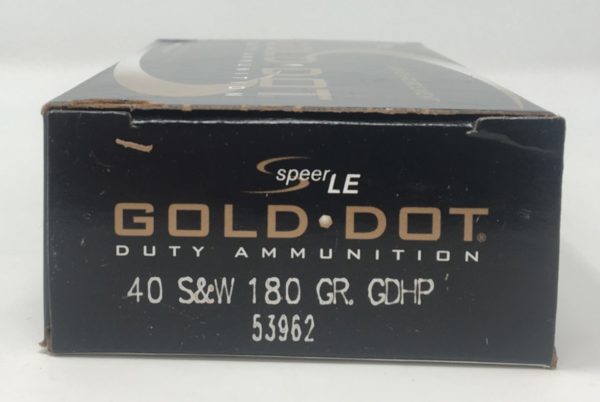 speer LE
GOLD DOT®
DUTY AMMUNITION
40 S&W 180 GR. GDHP
53962